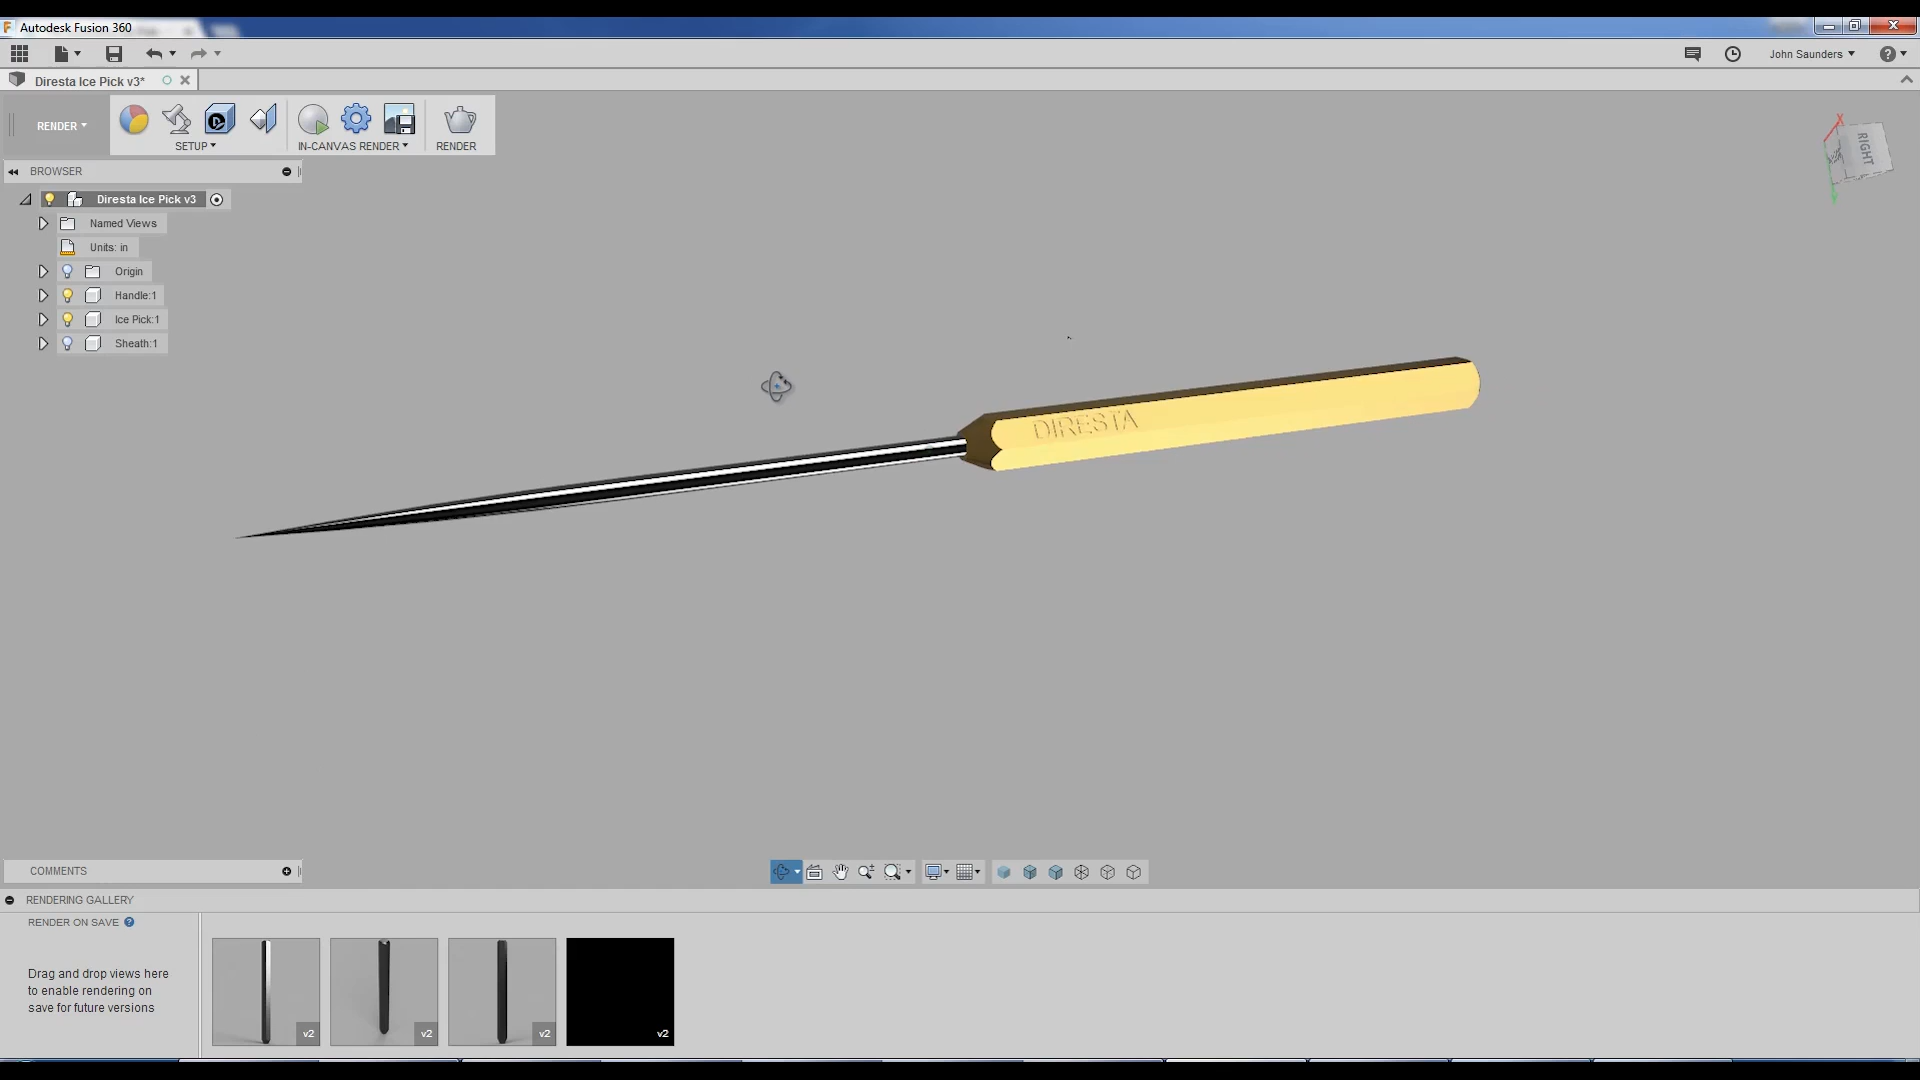 Autodesk Fusion 360
John Saunders
Diresta Ice Pick v3*
RENDER
SETUP
IN-CANVAS RENDER
RENDER
BROWSER
Diresta Ice Pick v3
Named Views
Units: in
Origin
Handle:1
Ice Pick:1
Sheath:1
X
RIGHT
DIRESTA
COMMENTS
RENDERING GALLERY
RENDER ON SAVE
Drag and drop views here
to enable rendering on
save for future versions
v2
v2
v2
v2